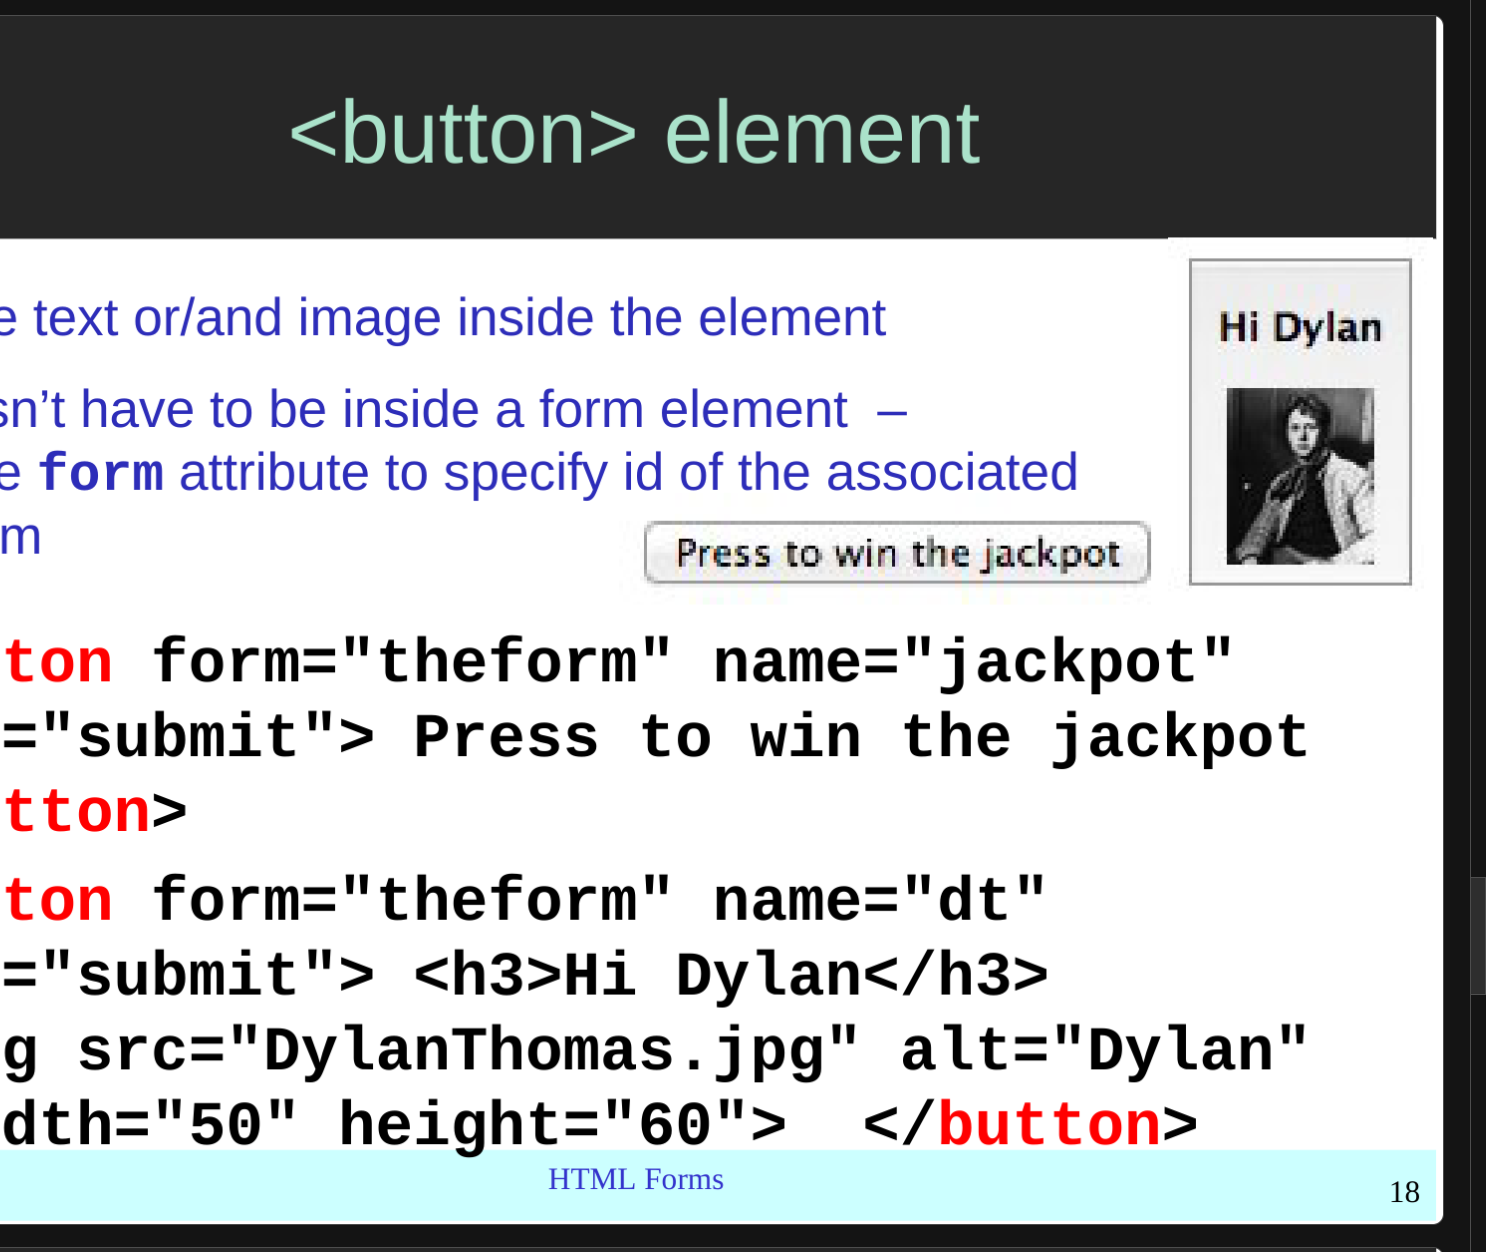 <button> element
e text or/and image inside the element
Hi Dylan
sn’t have to be inside a form element –
e form attribute to specify id of the associated
m
Press to win the jackpot
ton form="theform" name="jackpot"
="submit"> Press to win the jackpot
tton>
ton form="theform" name="dt"
="submit"> <h3>Hi Dylan</h3>
g src="DylanThomas.jpg" alt="Dylan"
dth="50" height="60"> </button>
HTML Forms
18